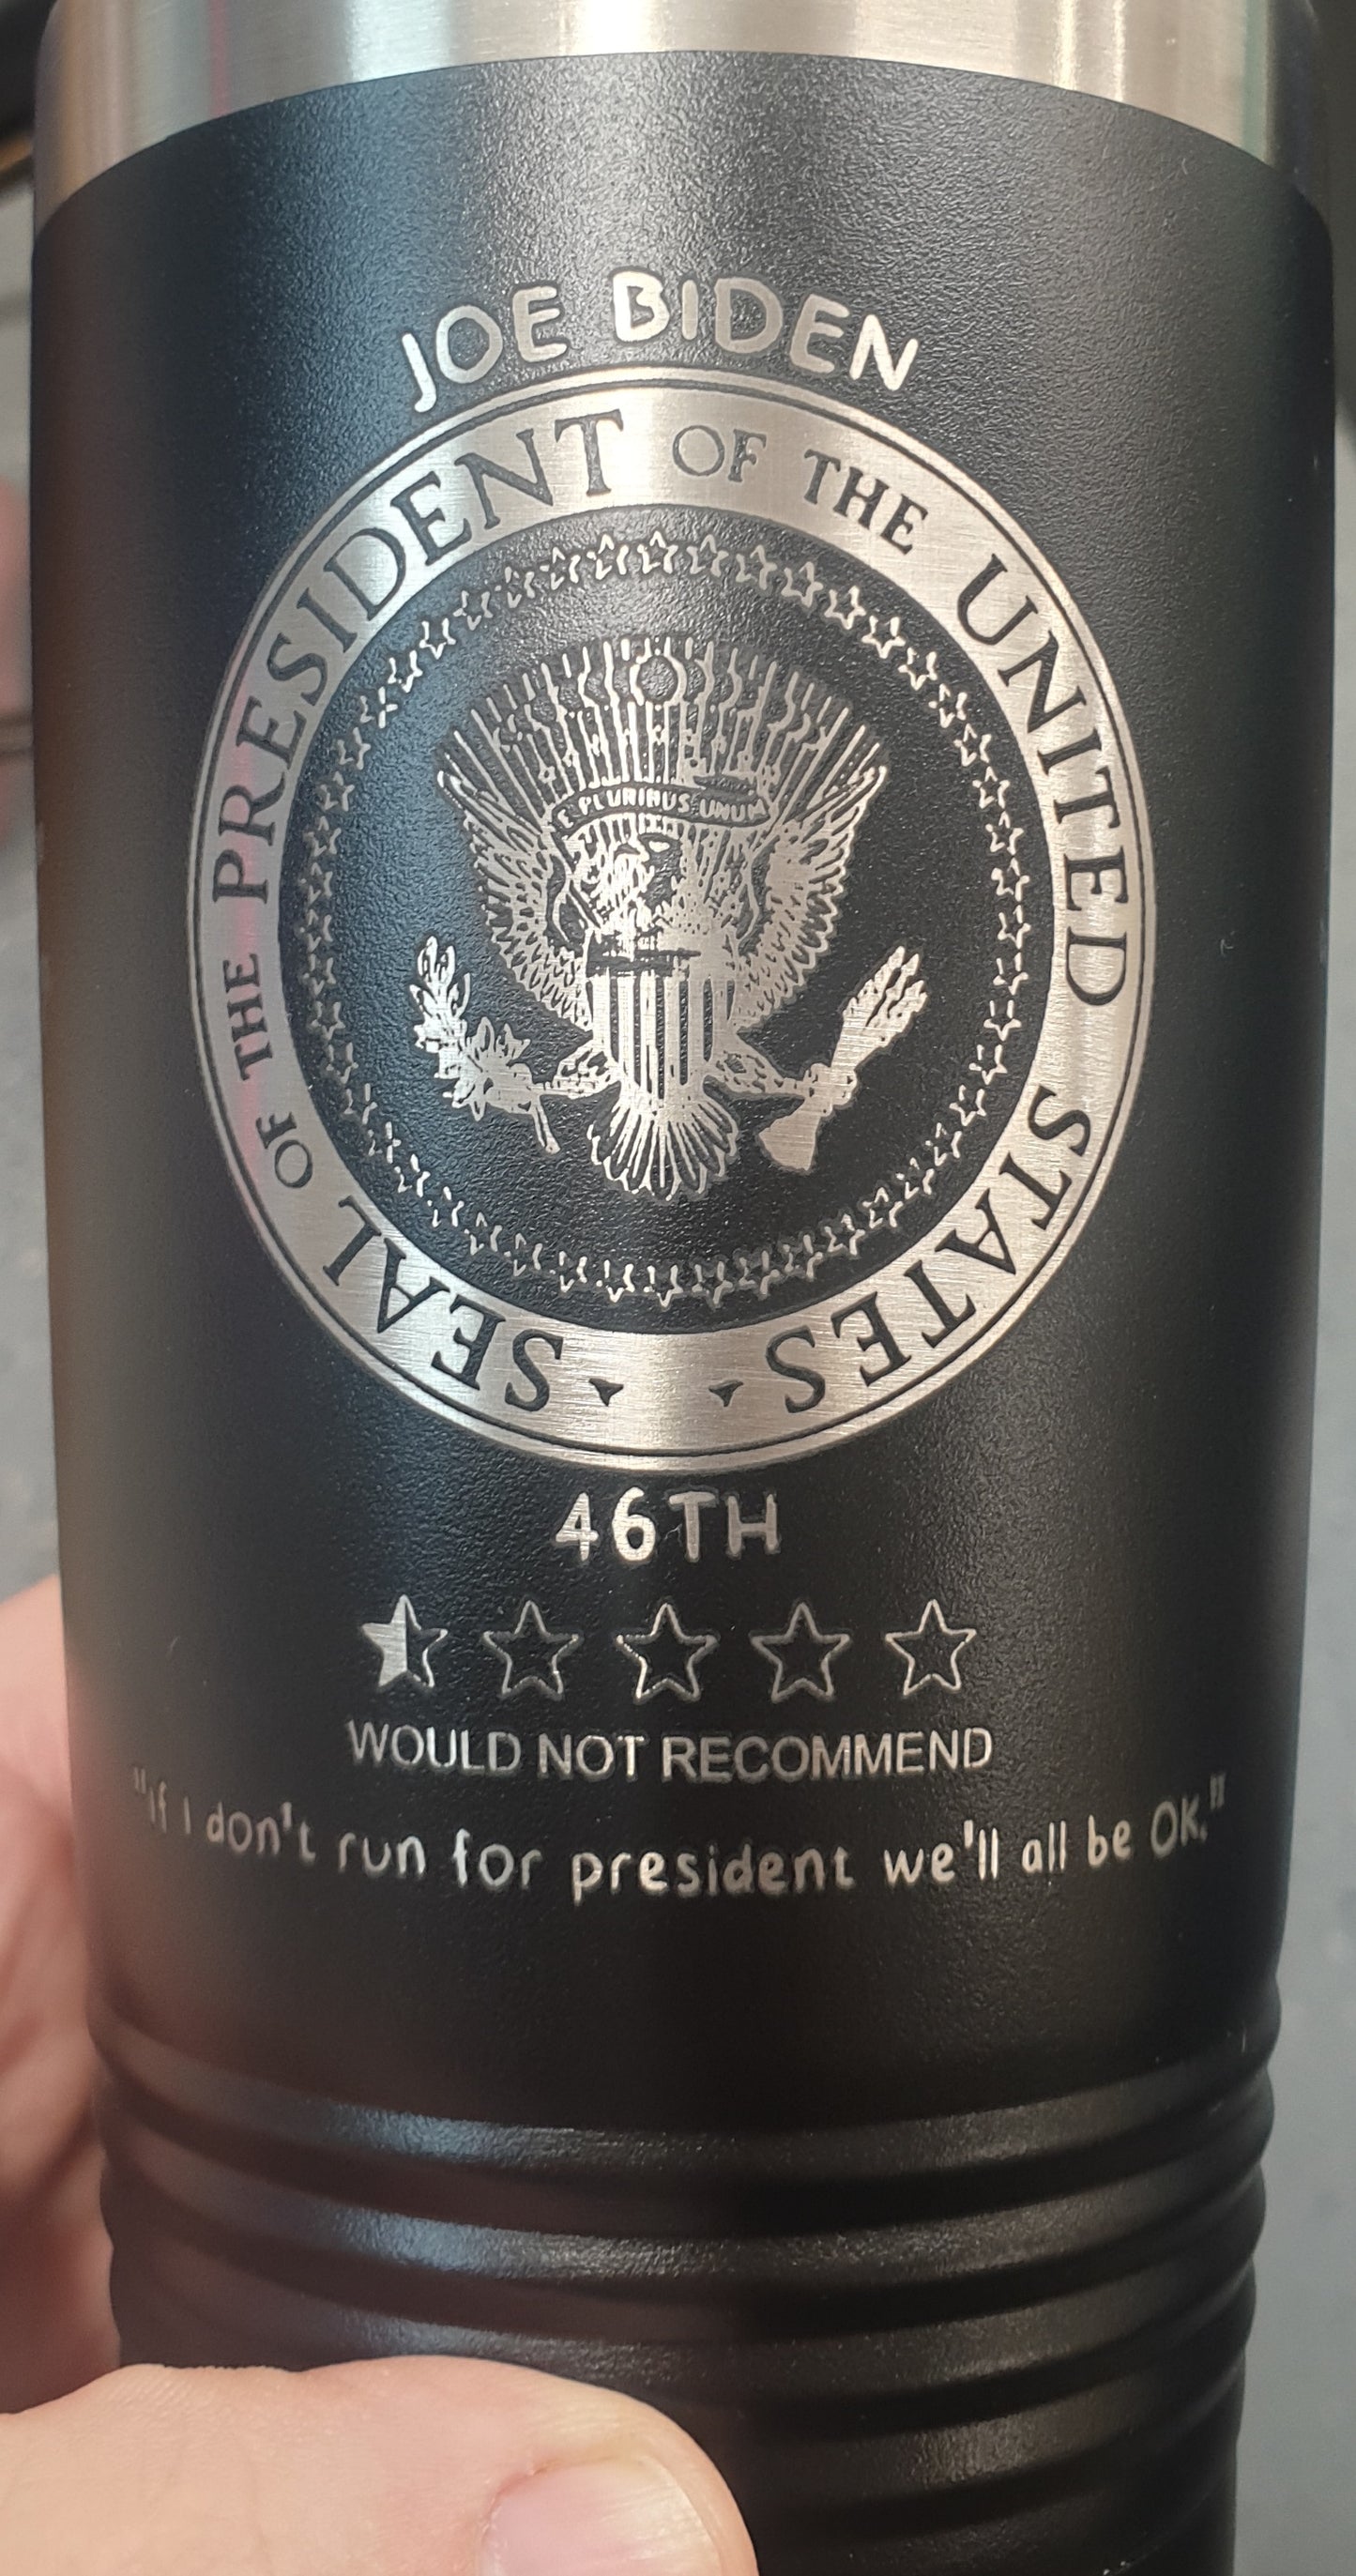 JOE BIDEN
SEAL OF THE PRESIDENT OF THE UNITED STATES
E PLURIBUS UNUM
46TH
WOULD NOT RECOMMEND
"If I don't run for president we'll all be OK."